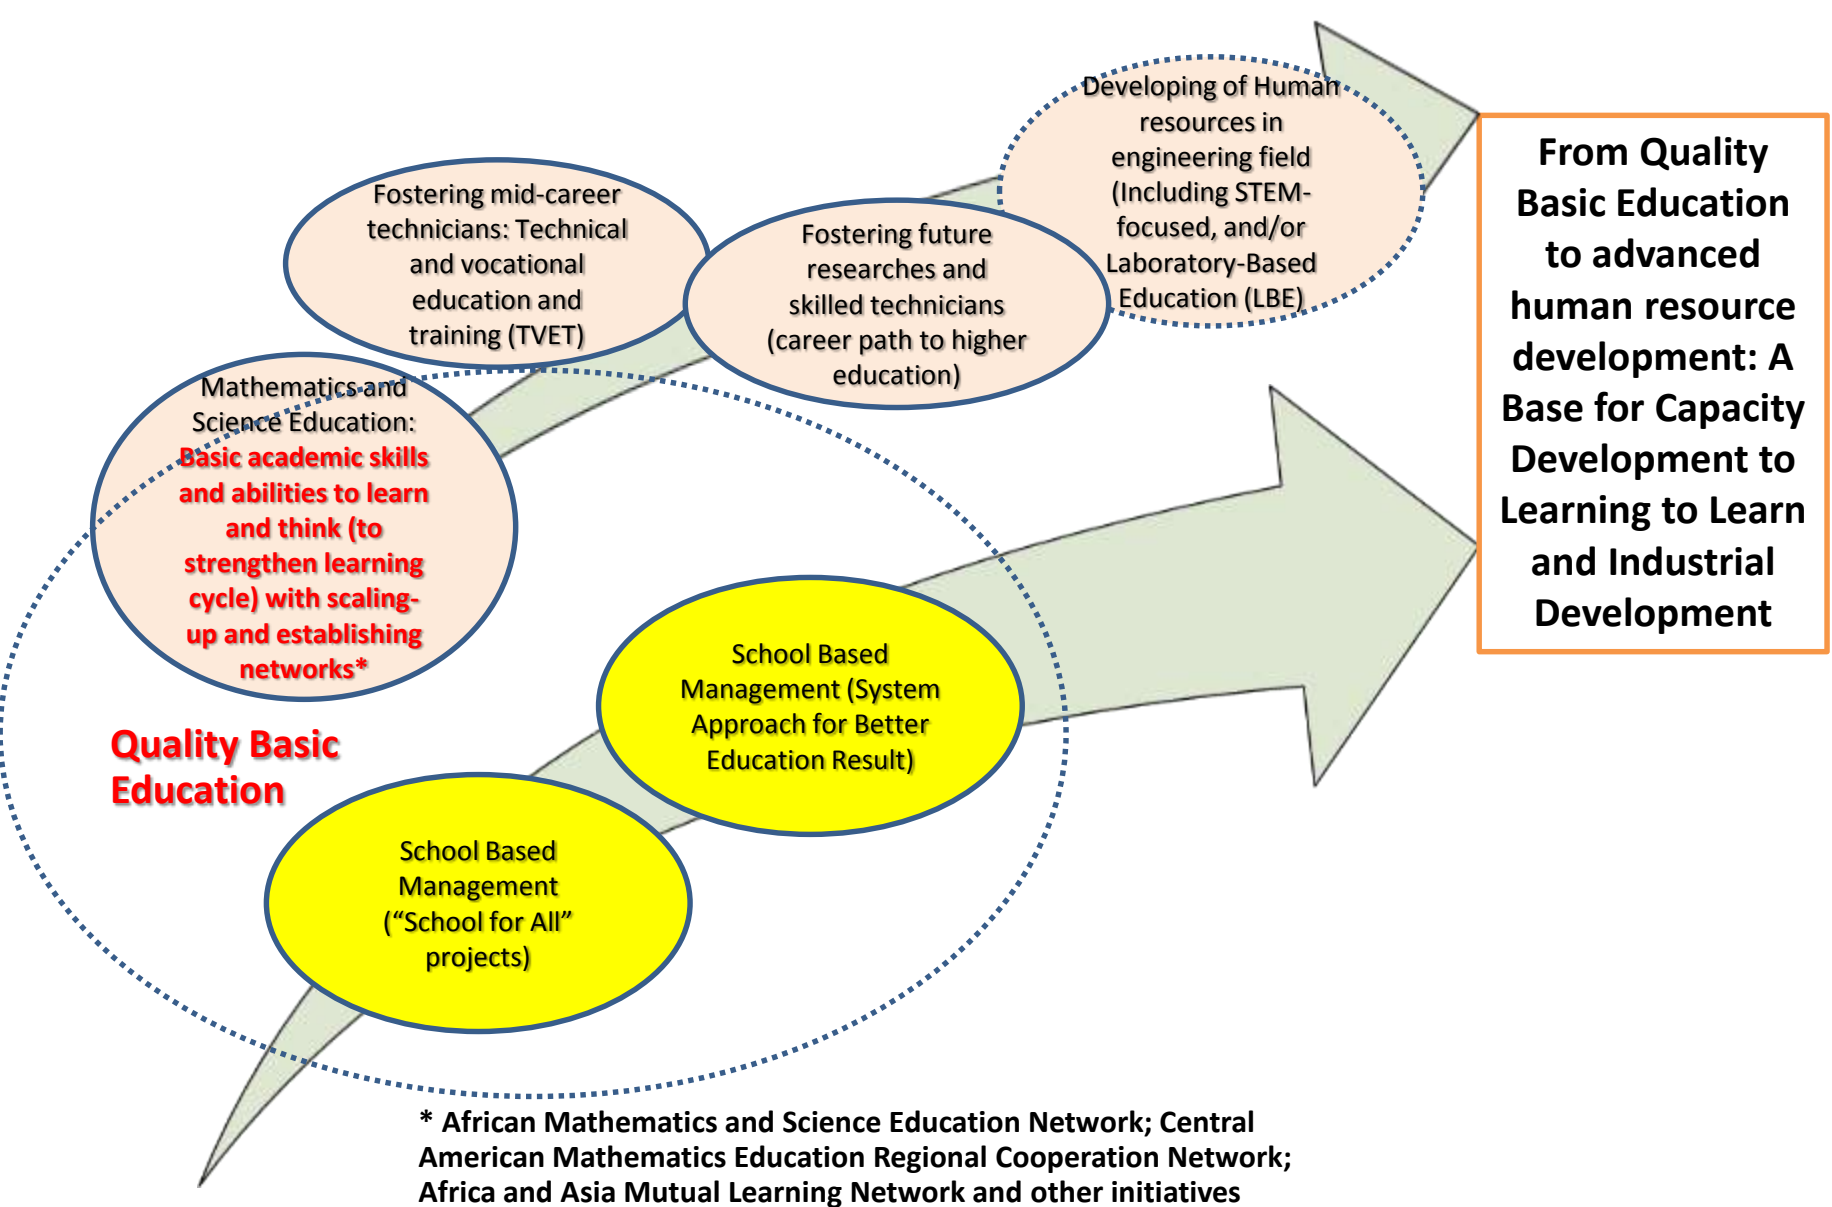 Developing of Human
resources in
engineering field
(Including STEM-
focused, and/or
Laboratory-Based
Education (LBE)
Fostering mid-career
technicians: Technical
and vocational
education and
training (TVET)
Fostering future
researches and
skilled technicians
(career path to higher
education)
Mathematics and
Science Education:
Basic academic skills
and abilities to learn
and think (to
strengthen learning
cycle) with scaling-
up and establishing
networks*
From Quality
Basic Education
to advanced
human resource
development: A
Base for Capacity
Development to
Learning to Learn
and Industrial
Development
School Based
Management (System
Approach for Better
Education Result)
Quality Basic
Education
School Based
Management
(“School for All”
projects)
* African Mathematics and Science Education Network; Central
American Mathematics Education Regional Cooperation Network;
Africa and Asia Mutual Learning Network and other initiatives